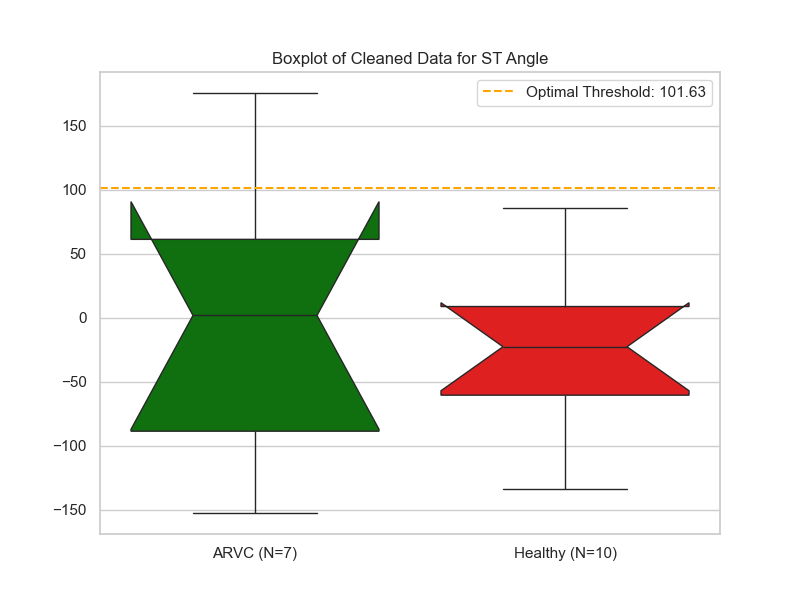 Boxplot of Cleaned Data for ST Angle
Optimal Threshold: 101.63
150
100
50
0
−50
−100
−150
ARVC (N=7)
Healthy (N=10)